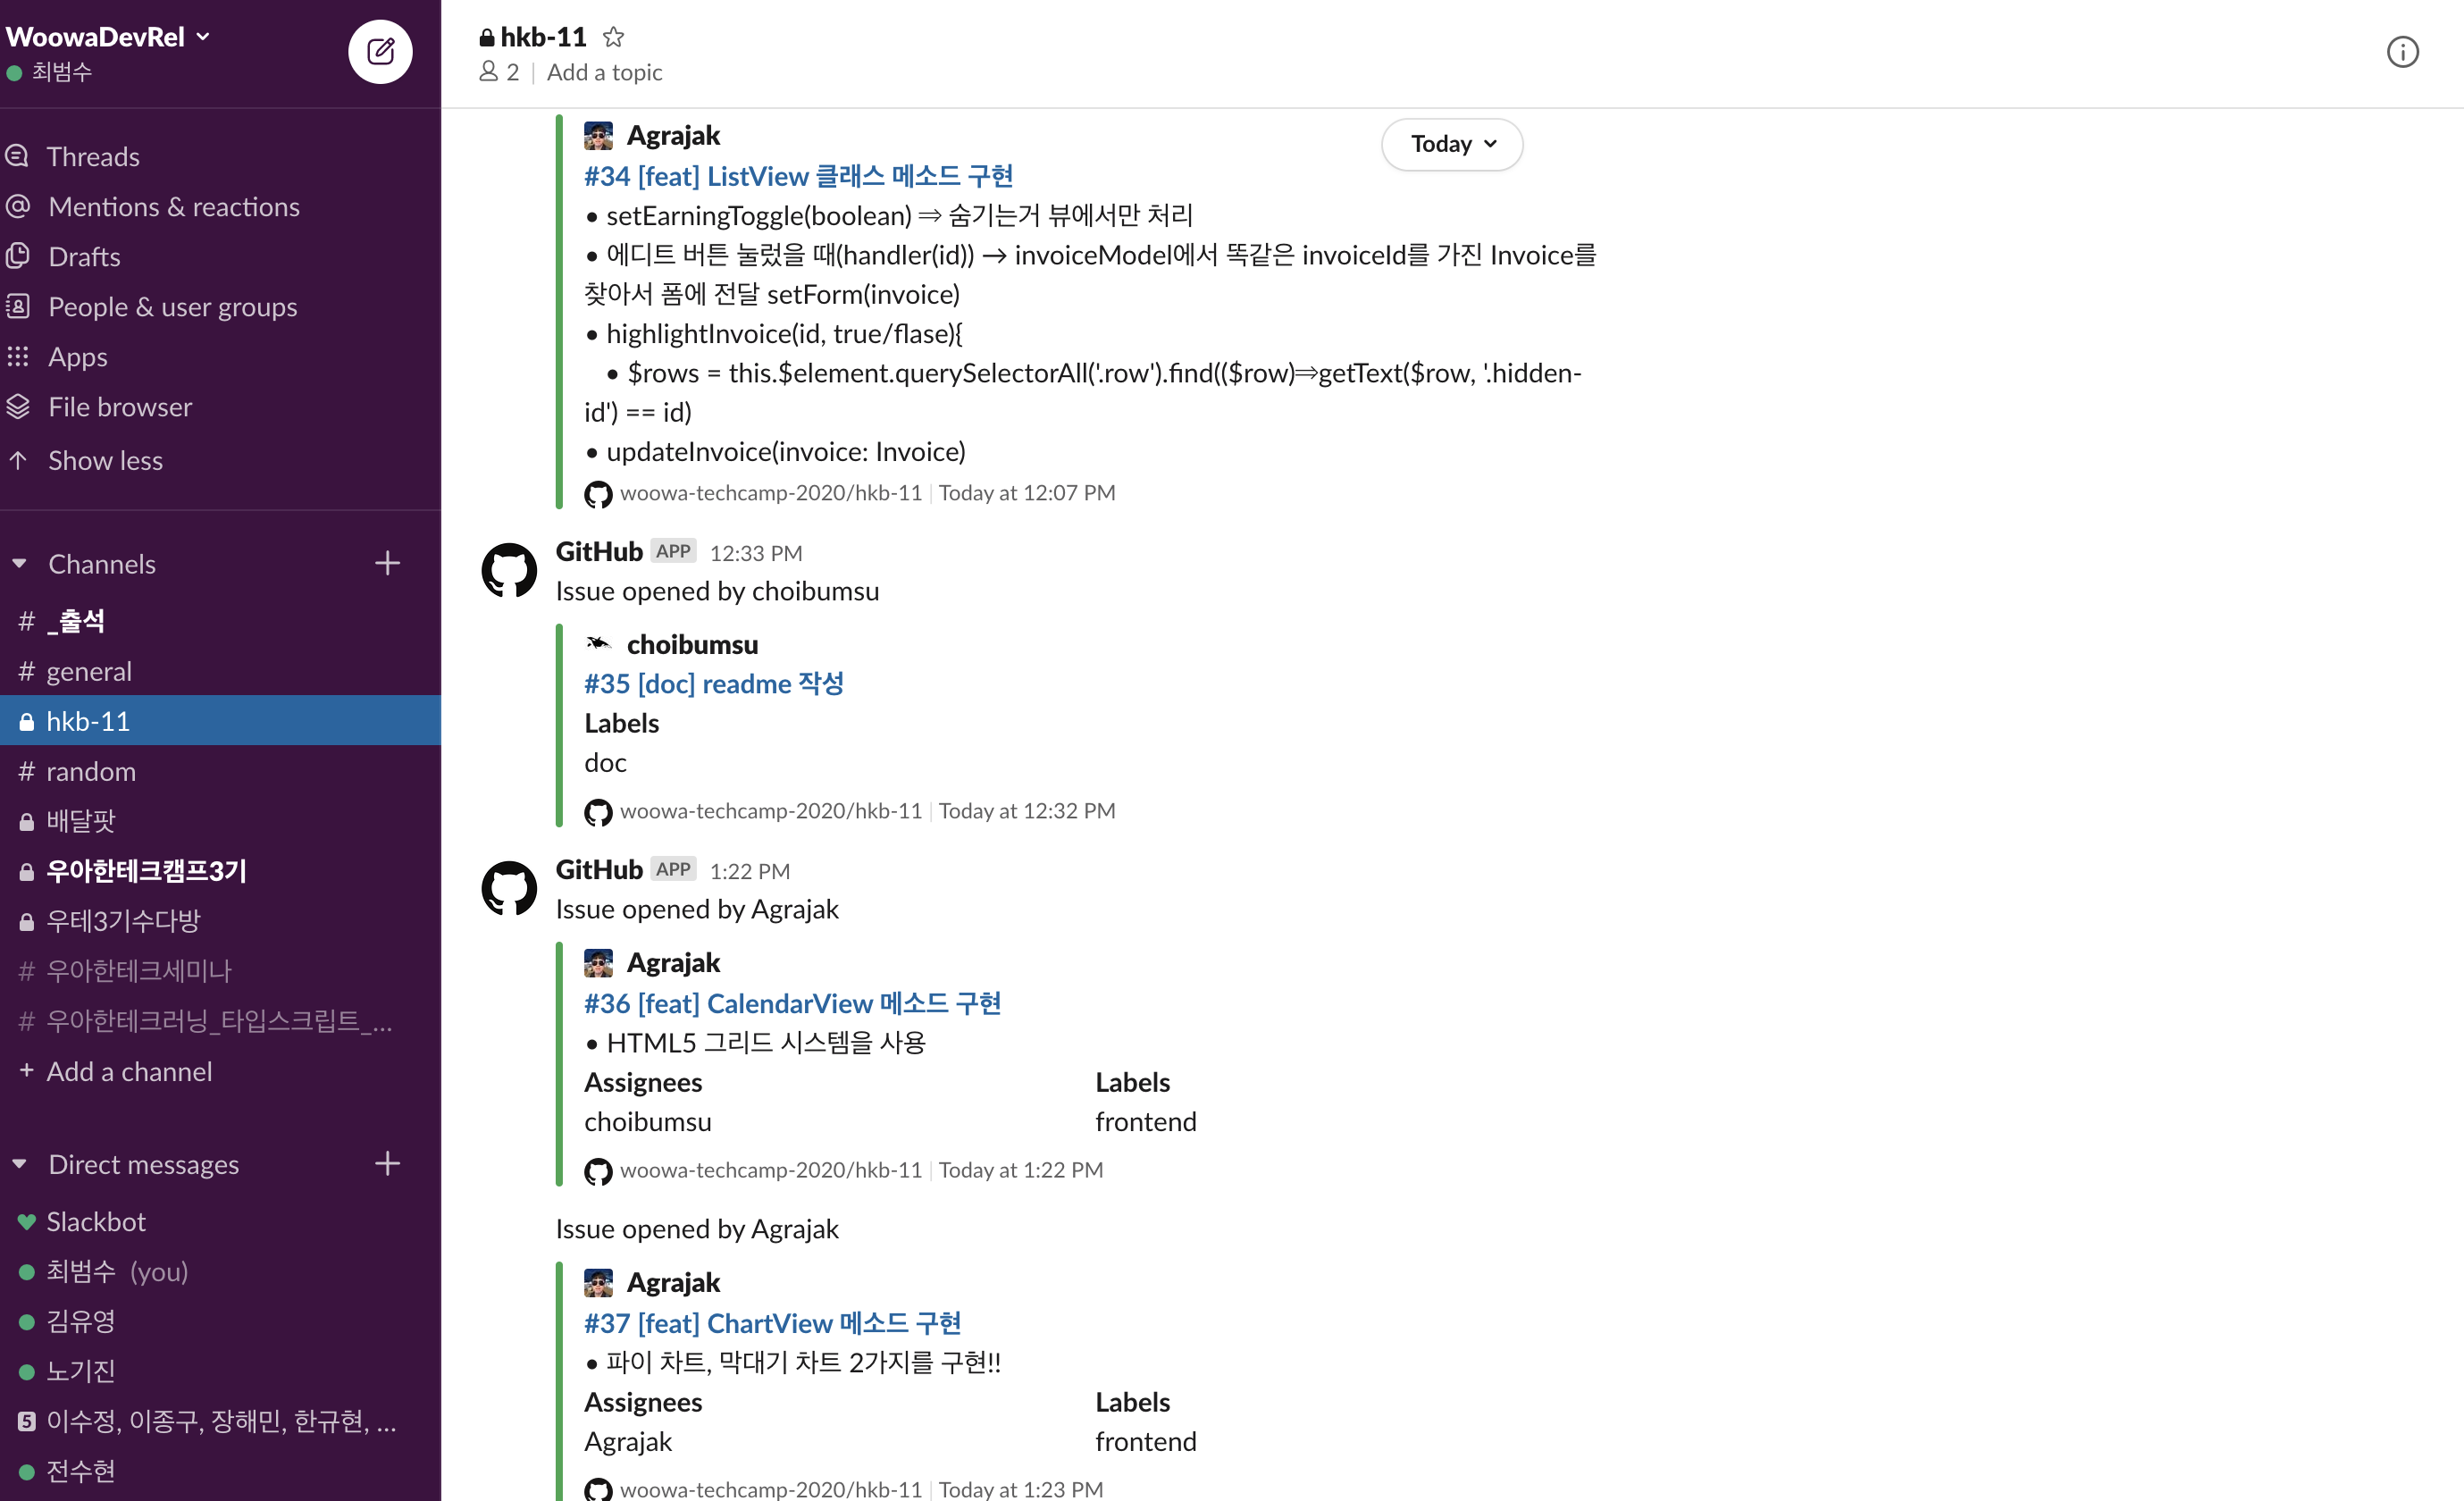 WoowaDevRel
최범수
Threads
Mentions & reactions
Drafts
People & user groups
Apps
File browser
Show less
Channels
# _출석
# general
hkb-11
# random
배달팟
우아한테크캠프3기
우테3기수다방
# 우아한테크세미나
# 우아한테크러닝_타입스크립트_...
+ Add a channel
Direct messages
Slackbot
최범수 (you)
김유영
노기진
5 이수정, 이종구, 장해민, 한규현, ...
전수현
hkb-11
2 | Add a topic
Today
Agrajak
#34 [feat] ListView 클래스 메소드 구현
• setEarningToggle(boolean) ⇒ 숨기는거 뷰에서만 처리
• 에디트 버튼 눌렀을 때(handler(id)) → invoiceModel에서 똑같은 invoiceId를 가진 Invoice를
찾아서 폼에 전달 setForm(invoice)
• highlightInvoice(id, true/flase){
• $rows = this.$element.querySelectorAll('.row').find(($row)⇒getText($row, '.hidden-
id') == id)
• updateInvoice(invoice: Invoice)
woowa-techcamp-2020/hkb-11 | Today at 12:07 PM
GitHub APP 12:33 PM
Issue opened by choibumsu
choibumsu
#35 [doc] readme 작성
Labels
doc
woowa-techcamp-2020/hkb-11 | Today at 12:32 PM
GitHub APP 1:22 PM
Issue opened by Agrajak
Agrajak
#36 [feat] CalendarView 메소드 구현
• HTML5 그리드 시스템을 사용
Assignees Labels
choibumsu frontend
woowa-techcamp-2020/hkb-11 | Today at 1:22 PM
Issue opened by Agrajak
Agrajak
#37 [feat] ChartView 메소드 구현
• 파이 차트, 막대기 차트 2가지를 구현!!
Assignees Labels
Agrajak frontend
woowa-techcamp-2020/hkb-11 | Today at 1:23 PM